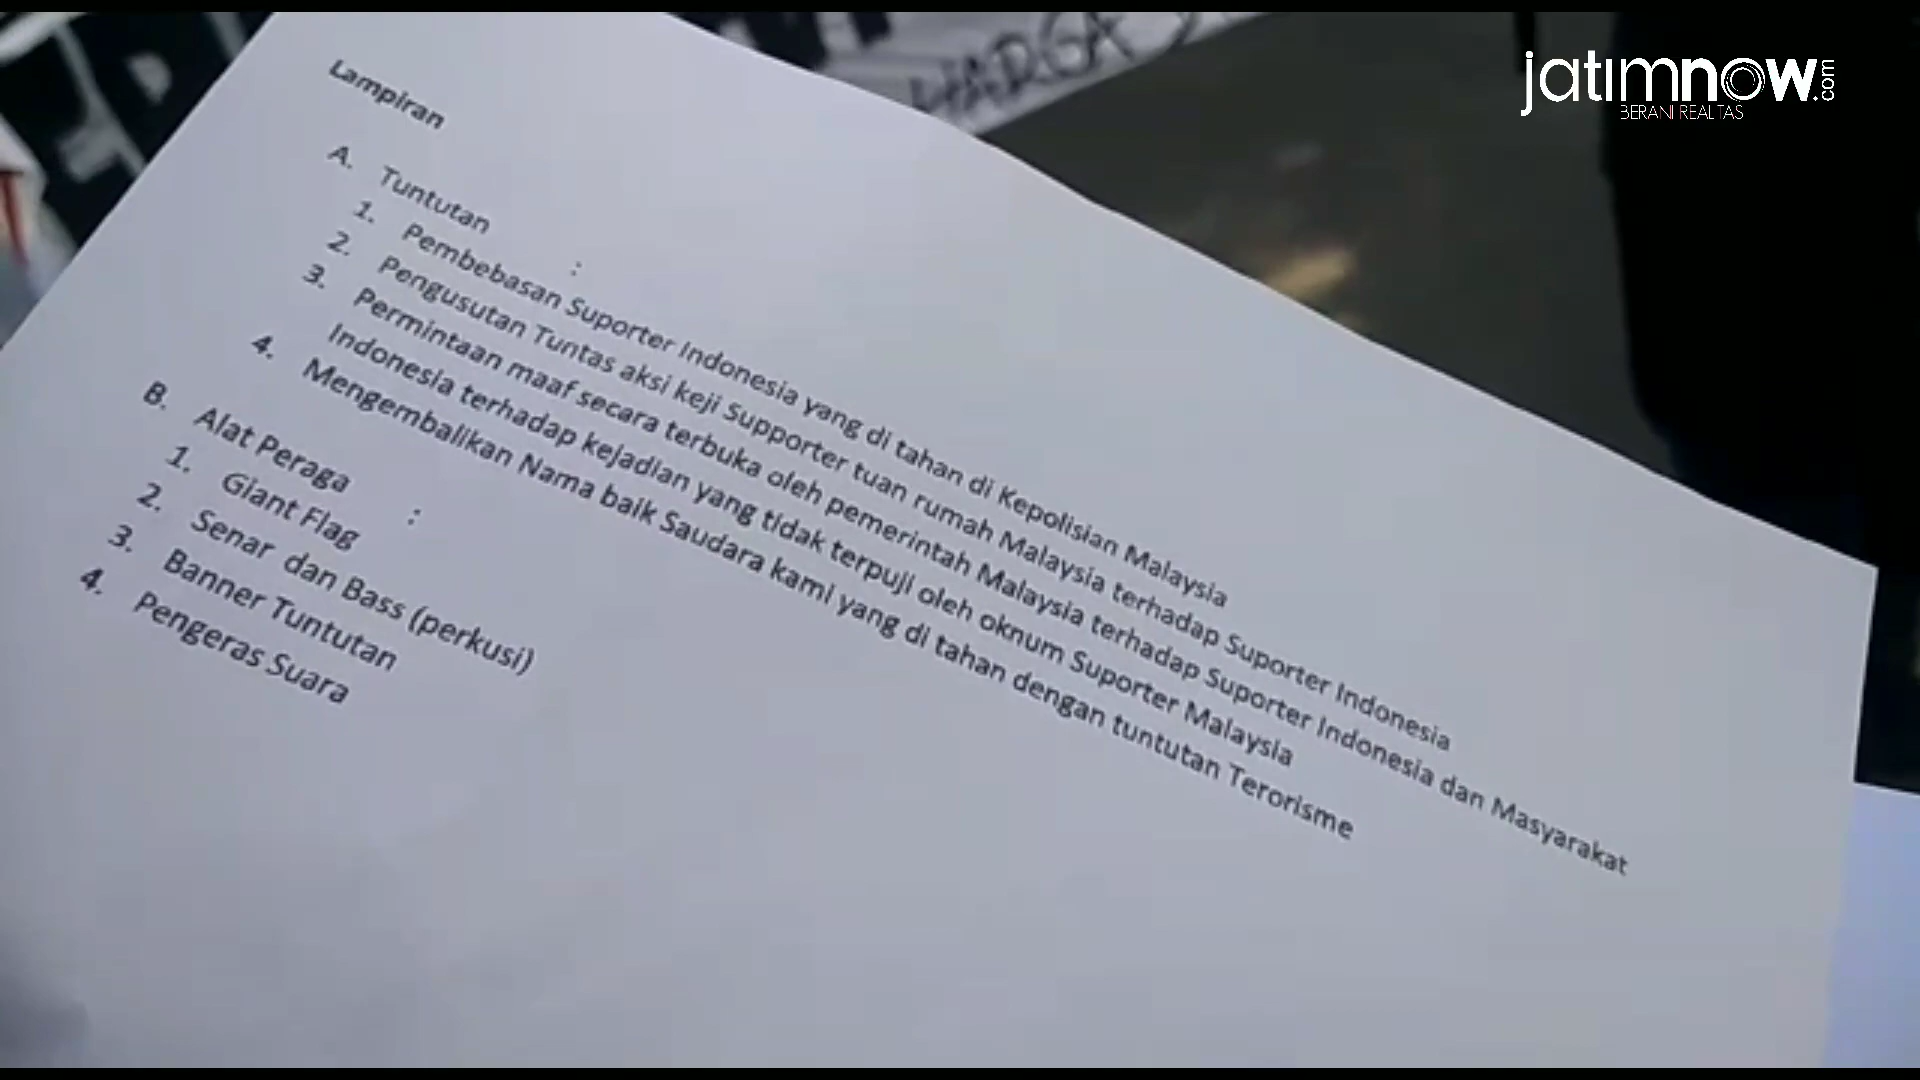 HARGA
jatimnow.com
BERANI REALITAS
Lampiran
A. Tuntutan :
1. Pembebasan Suporter Indonesia yang di tahan di Kepolisian Malaysia
2. Pengusutan Tuntas aksi keji Supporter tuan rumah Malaysia terhadap Suporter Indonesia
3. Permintaan maaf secara terbuka oleh pemerintah Malaysia terhadap Suporter Indonesia dan Masyarakat
Indonesia terhadap kejadian yang tidak terpuji oleh oknum Suporter Malaysia
4. Mengembalikan Nama baik Saudara kami yang di tahan dengan tuntutan Terorisme
B. Alat Peraga :
1. Giant Flag
2. Senar dan Bass (perkusi)
3. Banner Tuntutan
4. Pengeras Suara